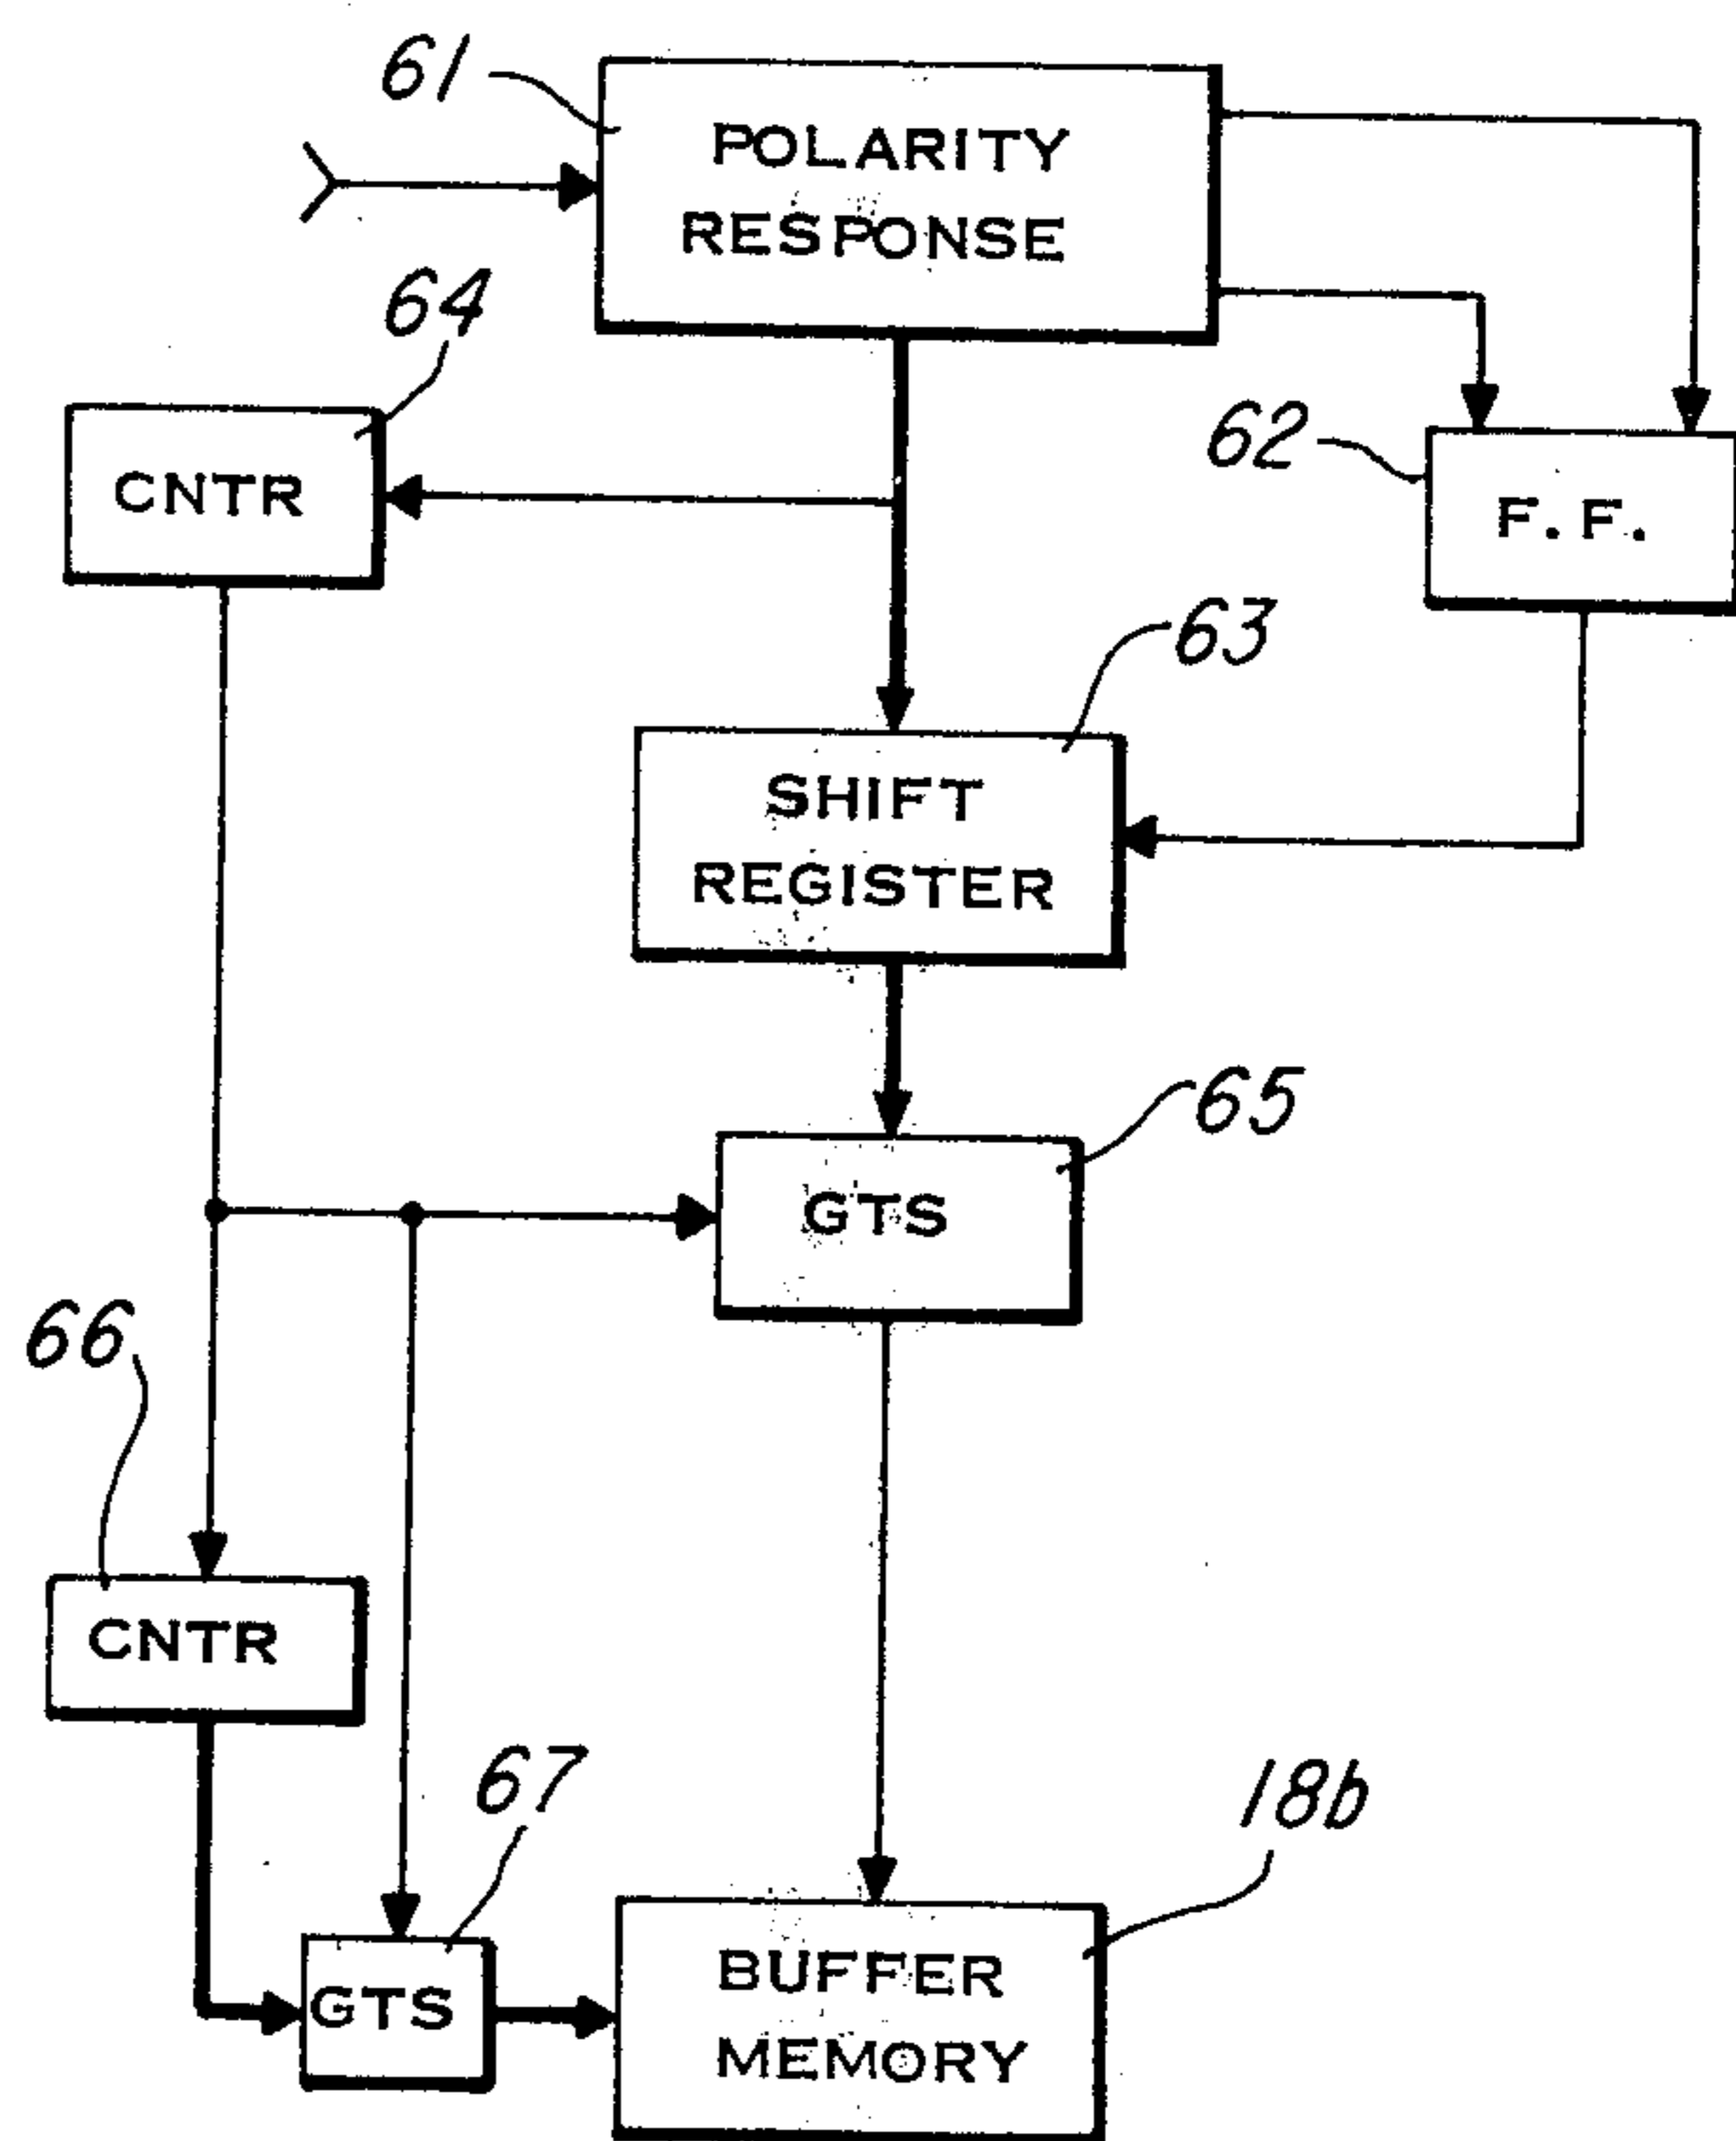 61
POLARITY
RESPONSE
64
CNTR
62
F.F.
63
SHIFT
REGISTER
65
GTS
66
CNTR
67
GTS
18b
BUFFER
MEMORY